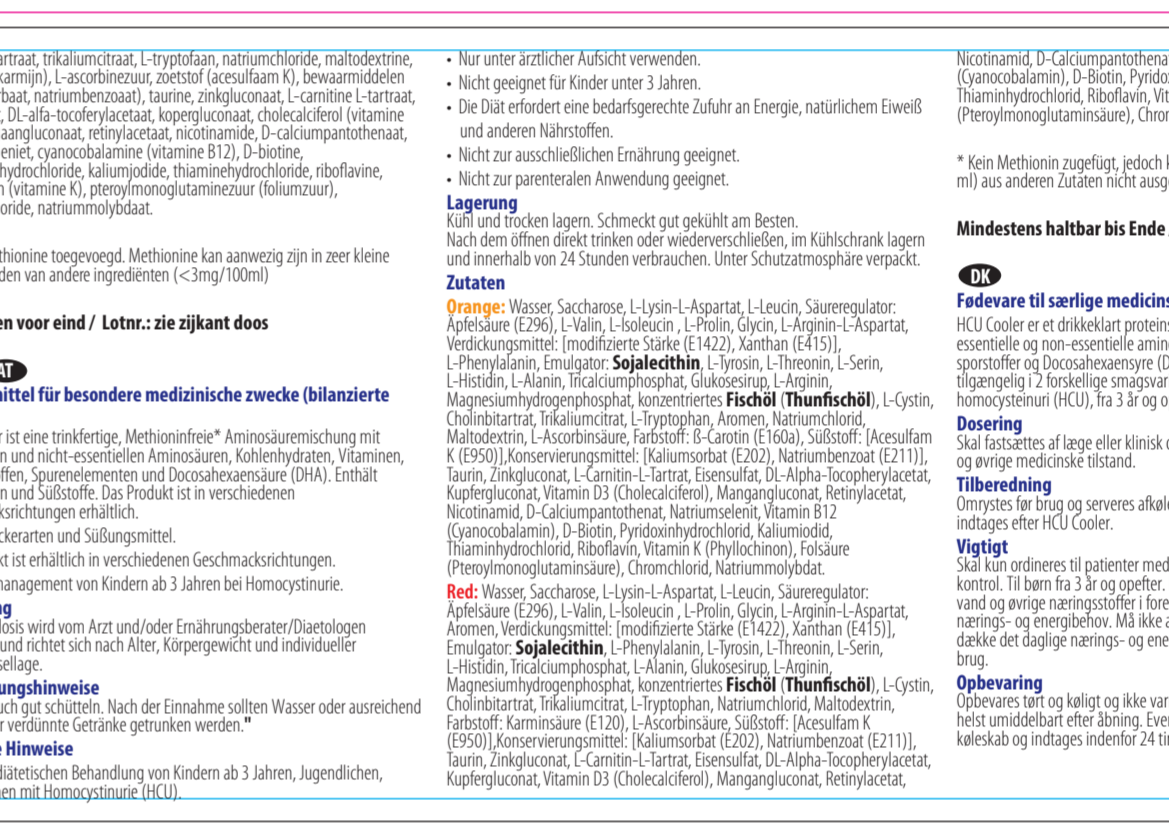 artraat, trikaliumcitraat, L-tryptofaan, natriumchloride, maltodextrine,
karmijn), L-ascorbinezuur, zoetstof (acesulfaam K), bewaarmiddelen
baat, natriumbenzoaat), taurine, zinkgluconaat, L-carnitine L-tartraat,
, DL-alfa-tocoferylacetaat, kopergluconaat, cholecalciferol (vitamine
aangluconaat, retinylacetaat, nicotinamide, D-calciumpantothenaat,
eniet, cyanocobalamine (vitamine B12), D-biotine,
hydrochloride, kaliumjodide, thiaminehydrochloride, riboflavine,
n (vitamine K), pteroylmonoglutaminezuur (foliumzuur),
oride, natriummolybdaat.
thionine toegevoegd. Methionine kan aanwezig zijn in zeer kleine
den van andere ingrediënten (<3mg/100ml)
en voor eind / Lotnr.: zie zijkant doos
AT
mittel für besondere medizinische zwecke (bilanzierte
r ist eine trinkfertige, Methioninfreie* Aminosäuremischung mit
n und nicht-essentiellen Aminosäuren, Kohlenhydraten, Vitaminen,
offen, Spurenelementen und Docosahexaensäure (DHA). Enthält
n und Süßstoffe. Das Produkt ist in verschiedenen
ksrichtungen erhältlich.
ckerarten und Süßungsmittel.
kt ist erhältlich in verschiedenen Geschmacksrichtungen.
management von Kindern ab 3 Jahren bei Homocystinurie.
ng
dosis wird vom Arzt und/oder Ernährungsberater/Diaetologen
und richtet sich nach Alter, Körpergewicht und individueller
sellage.
ungshinweise
uch gut schütteln. Nach der Einnahme sollten Wasser oder ausreichend
r verdünnte Getränke getrunken werden."
e Hinweise
diätetischen Behandlung von Kindern ab 3 Jahren, Jugendlichen,
nen mit Homocystinurie (HCU).
• Nur unter ärztlicher Aufsicht verwenden.
• Nicht geeignet für Kinder unter 3 Jahren.
• Die Diät erfordert eine bedarfsgerechte Zufuhr an Energie, natürlichem Eiweiß
und anderen Nährstoffen.
• Nicht zur ausschließlichen Ernährung geeignet.
• Nicht zur parenteralen Anwendung geeignet.
Lagerung
Kühl und trocken lagern. Schmeckt gut gekühlt am Besten.
Nach dem öffnen direkt trinken oder wiederverschließen, im Kühlschrank lagern
und innerhalb von 24 Stunden verbrauchen. Unter Schutzatmosphäre verpackt.
Zutaten
Orange: Wasser, Saccharose, L-Lysin-L-Aspartat, L-Leucin, Säureregulator:
Äpfelsäure (E296), L-Valin, L-Isoleucin , L-Prolin, Glycin, L-Arginin-L-Aspartat,
Verdickungsmittel: [modifizierte Stärke (E1422), Xanthan (E415)],
L-Phenylalanin, Emulgator: Sojalecithin, L-Tyrosin, L-Threonin, L-Serin,
L-Histidin, L-Alanin, Tricalciumphosphat, Glukosesirup, L-Arginin,
Magnesiumhydrogenphosphat, konzentriertes Fischöl (Thunfischöl), L-Cystin,
Cholinbitartrat, Trikaliumcitrat, L-Tryptophan, Aromen, Natriumchlorid,
Maltodextrin, L-Ascorbinsäure, Farbstoff: ß-Carotin (E160a), Süßstoff: [Acesulfam
K (E950)],Konservierungsmittel: [Kaliumsorbat (E202), Natriumbenzoat (E211)],
Taurin, Zinkgluconat, L-Carnitin-L-Tartrat, Eisensulfat, DL-Alpha-Tocopherylacetat,
Kupfergluconat, Vitamin D3 (Cholecalciferol), Mangangluconat, Retinylacetat,
Nicotinamid, D-Calciumpantothenat, Natriumselenit, Vitamin B12
(Cyanocobalamin), D-Biotin, Pyridoxinhydrochlorid, Kaliumiodid,
Thiaminhydrochlorid, Riboflavin, Vitamin K (Phyllochinon), Folsäure
(Pteroylmonoglutaminsäure), Chromchlorid, Natriummolybdat.
Red: Wasser, Saccharose, L-Lysin-L-Aspartat, L-Leucin, Säureregulator:
Äpfelsäure (E296), L-Valin, L-Isoleucin , L-Prolin, Glycin, L-Arginin-L-Aspartat,
Aromen, Verdickungsmittel: [modifizierte Stärke (E1422), Xanthan (E415)],
Emulgator: Sojalecithin, L-Phenylalanin, L-Tyrosin, L-Threonin, L-Serin,
L-Histidin, Tricalciumphosphat, L-Alanin, Glukosesirup, L-Arginin,
Magnesiumhydrogenphosphat, konzentriertes Fischöl (Thunfischöl), L-Cystin,
Cholinbitartrat, Trikaliumcitrat, L-Tryptophan, Natriumchlorid, Maltodextrin,
Farbstoff: Karminsäure (E120), L-Ascorbinsäure, Süßstoff: [Acesulfam K
(E950)],Konservierungsmittel: [Kaliumsorbat (E202), Natriumbenzoat (E211)],
Taurin, Zinkgluconat, L-Carnitin-L-Tartrat, Eisensulfat, DL-Alpha-Tocopherylacetat,
Kupfergluconat, Vitamin D3 (Cholecalciferol), Mangangluconat, Retinylacetat,
Nicotinamid, D-Calciumpantothena
(Cyanocobalamin), D-Biotin, Pyridox
Thiaminhydrochlorid, Riboflavin, Vit
(Pteroylmonoglutaminsäure), Chrom
* Kein Methionin zugefügt, jedoch k
ml) aus anderen Zutaten nicht ausg
Mindestens haltbar bis Ende
DK
Fødevare til særlige medicins
HCU Cooler er et drikkeklart proteins
essentielle og non-essentielle amin
sporstoffer og Docosahexaensyre (D
tilgængelig i 2 forskellige smagsvar
homocysteinuri (HCU), fra 3 år og o
Dosering
Skal fastsættes af læge eller klinisk d
og øvrige medicinske tilstand.
Tilberedning
Omrystes før brug og serveres afkøle
indtages efter HCU Cooler.
Vigtigt
Skal kun ordineres til patienter med
kontrol. Til børn fra 3 år og opefter.
vand og øvrige næringsstoffer i fore
nærings- og energibehov. Må ikke a
dække det daglige nærings- og ene
brug.
Opbevaring
Opbevares tørt og køligt og ikke var
helst umiddelbart efter åbning. Ever
køleskab og indtages indenfor 24 tim